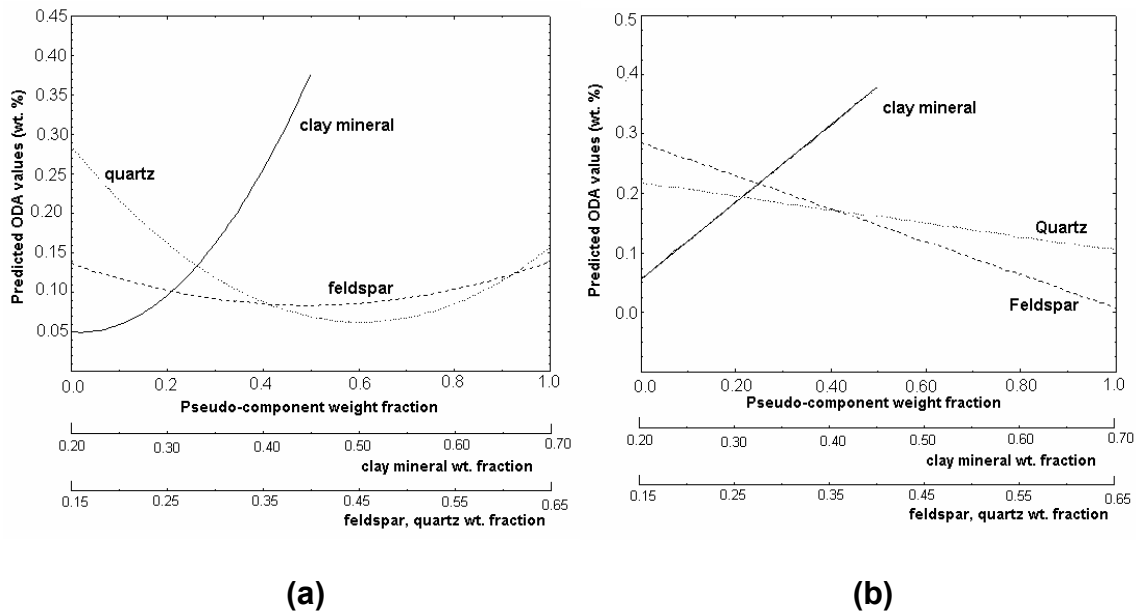 0.45
0.40
0.35
0.30
0.25
0.20
0.15
0.10
0.05
Predicted ODA values (wt. %)
clay mineral
quartz
feldspar
0.0 0.2 0.4 0.6 0.8 1.0
Pseudo-component weight fraction
0.20 0.30 0.40 0.50 0.60 0.70
clay mineral wt. fraction
0.15 0.25 0.35 0.45 0.55 0.65
feldspar, quartz wt. fraction
(a)
0.5
0.4
0.3
0.2
0.1
0.0
Predicted ODA values (wt. %)
clay mineral
Quartz
Feldspar
0.0 0.20 0.40 0.60 0.80 1.0
Pseudo-component weight fraction
0.20 0.30 0.40 0.50 0.60 0.70
clay mineral wt. fraction
0.15 0.25 0.35 0.45 0.55 0.65
feldspar, quartz wt. fraction
(b)